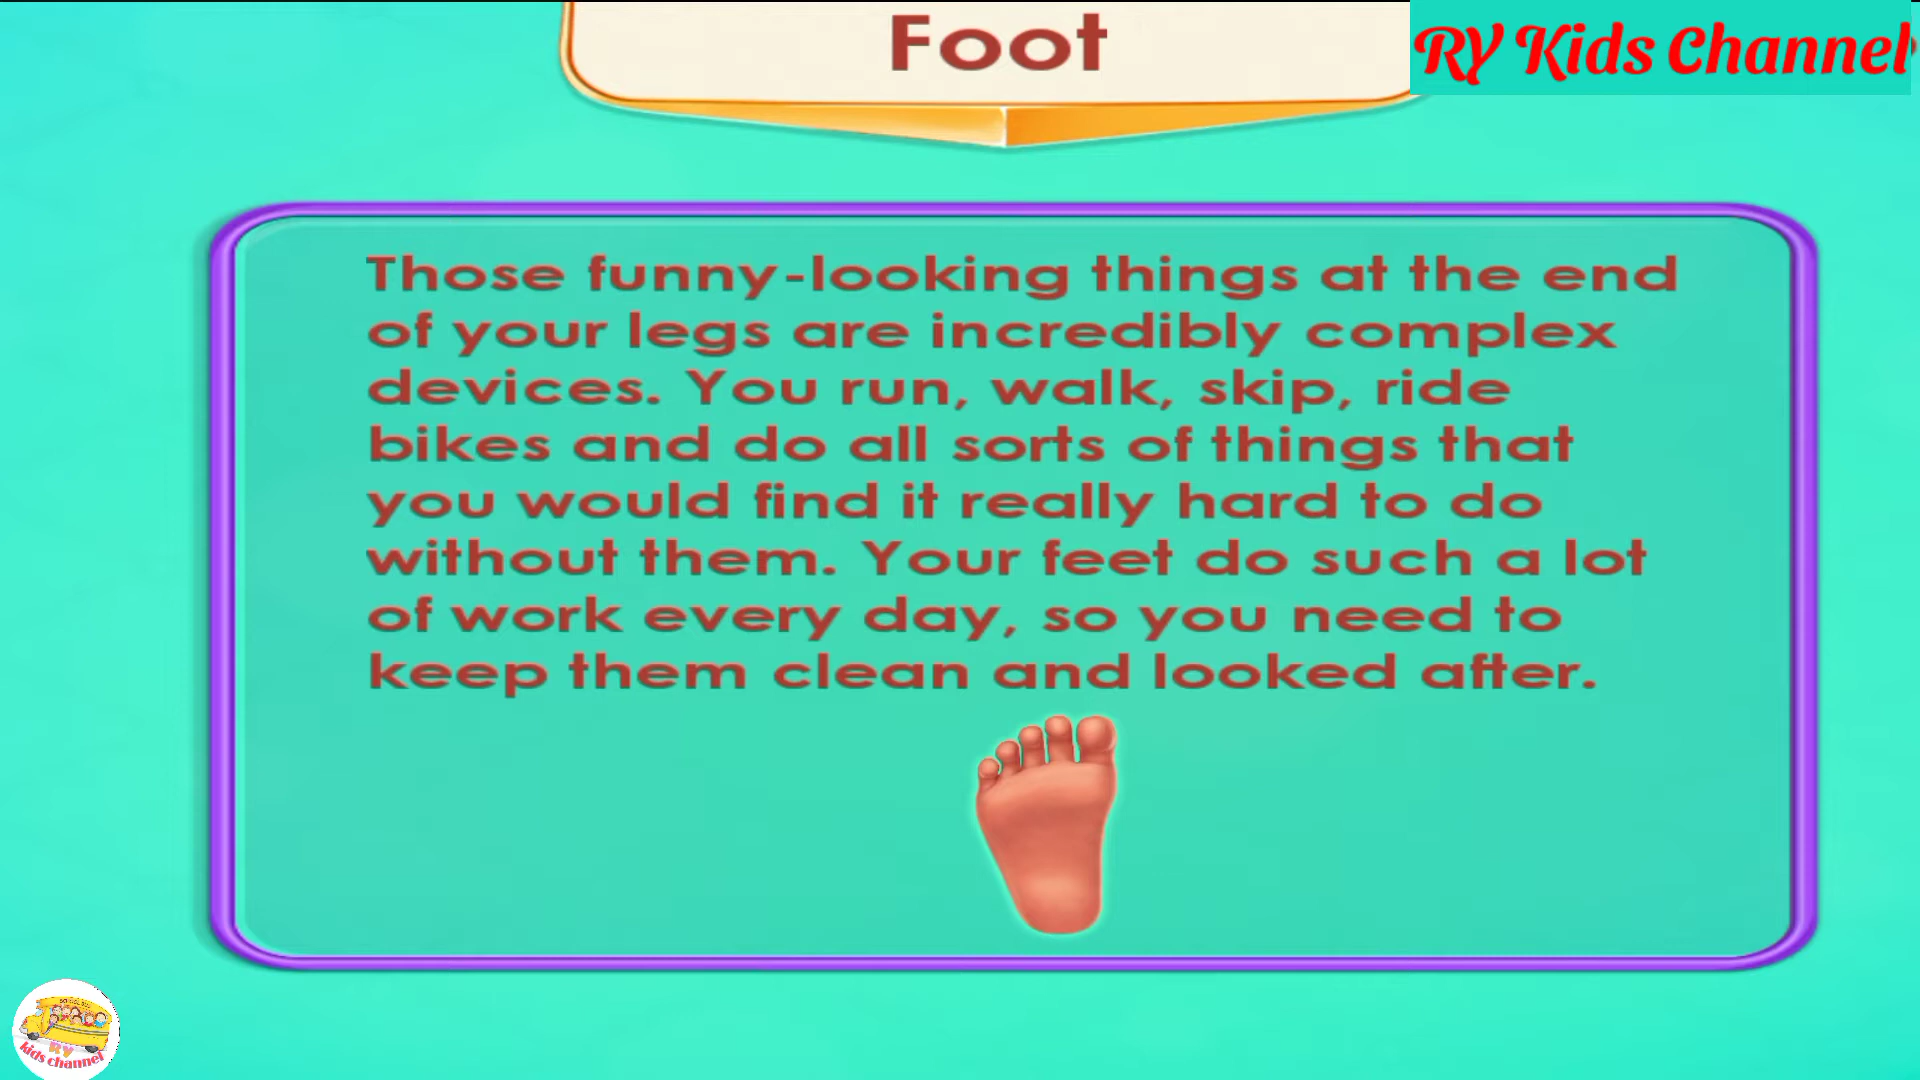 Foot
RY Kids Channel
Those funny-looking things at the end
of your legs are incredibly complex
devices. You run, walk, skip, ride
bikes and do all sorts of things that
you would find it really hard to do
without them. Your feet do such a lot
of work every day, so you need to
keep them clean and looked after.
SCHOOL BUS
RY
kids channel